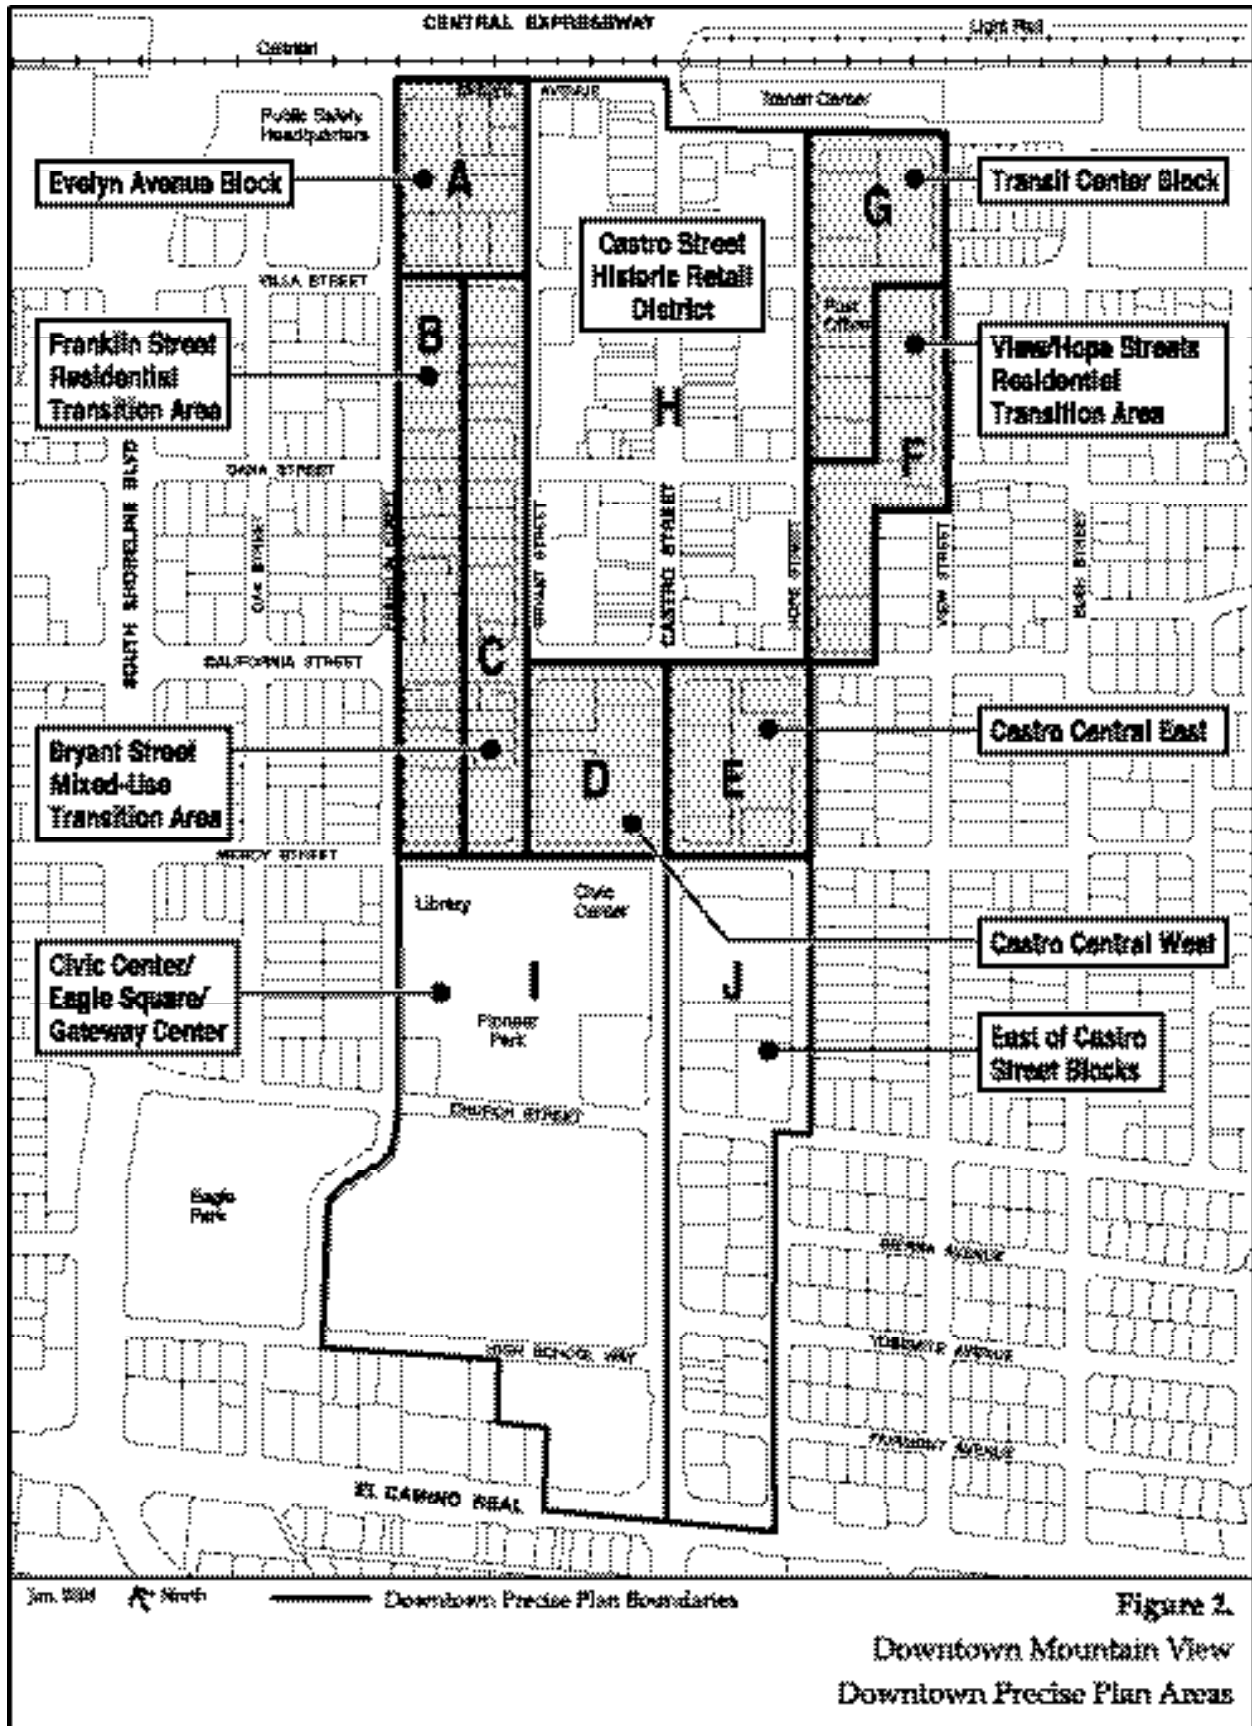 CENTRAL EXPRESSWAY
Light Rail
Caltrain
Transit Center
AVENUE
Public Safety
Headquarters
Evelyn Avenue Block
A
Transit Center Block
G
Castro Street
Historic Retail
District
VILLA STREET
Post
Office
Franklin Street
Residential
Transition Area
B
View/Hope Streets
Residential
Transition Area
H
F
DANA STREET
SOUTH SHORELINE BLVD
OAK STREET
FRANKLIN STREET
BRYANT STREET
CASTRO STREET
HOPE STREET
VIEW STREET
BUSH STREET
C
CALIFORNIA STREET
Castro Central East
Bryant Street
Mixed-Use
Transition Area
D
E
MERCY STREET
Library
Civic
Center
Castro Central West
Civic Center/
Eagle Square/
Gateway Center
I
J
Pioneer
Park
East of Castro
Street Blocks
CHURCH STREET
Eagle
Park
YOSEMITE AVENUE
HIGH SCHOOL WAY
FAIRMONT AVENUE
EL CAMINO REAL
North
Downtown Precise Plan Boundaries
Figure 2.
Downtown Mountain View
Downtown Precise Plan Areas